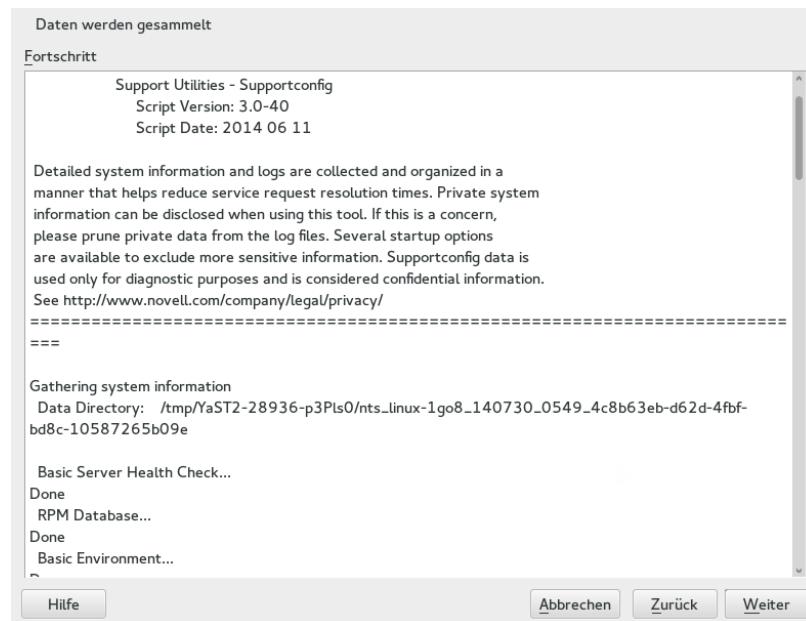 Daten werden gesammelt
Fortschritt
Support Utilities - Supportconfig
Script Version: 3.0-40
Script Date: 2014 06 11
Detailed system information and logs are collected and organized in a
manner that helps reduce service request resolution times. Private system
information can be disclosed when using this tool. If this is a concern,
please prune private data from the log files. Several startup options
are available to exclude more sensitive information. Supportconfig data is
used only for diagnostic purposes and is considered confidential information.
See http://www.novell.com/company/legal/privacy/
==========================================================================
===
Gathering system information
Data Directory: /tmp/YaST2-28936-p3Pls0/nts_linux-1go8_140730_0549_4c8b63eb-d62d-4fbf-
bd8c-10587265b09e
Basic Server Health Check...
Done
RPM Database...
Done
Basic Environment...
Hilfe
Abbrechen
Zurück
Weiter